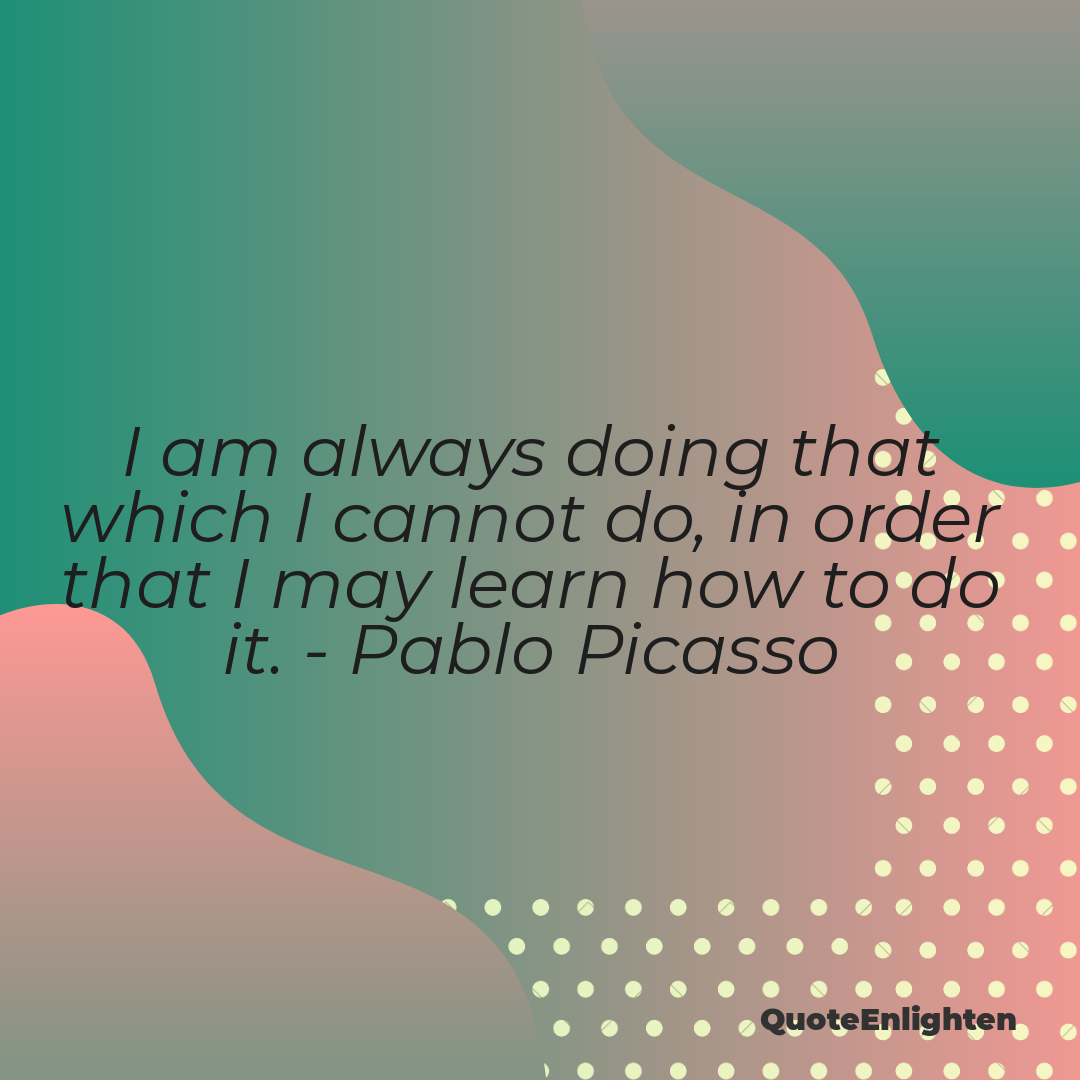 I am always doing that
which I cannot do, in order
that I may learn how to do
it. - Pablo Picasso
QuoteEnlighten